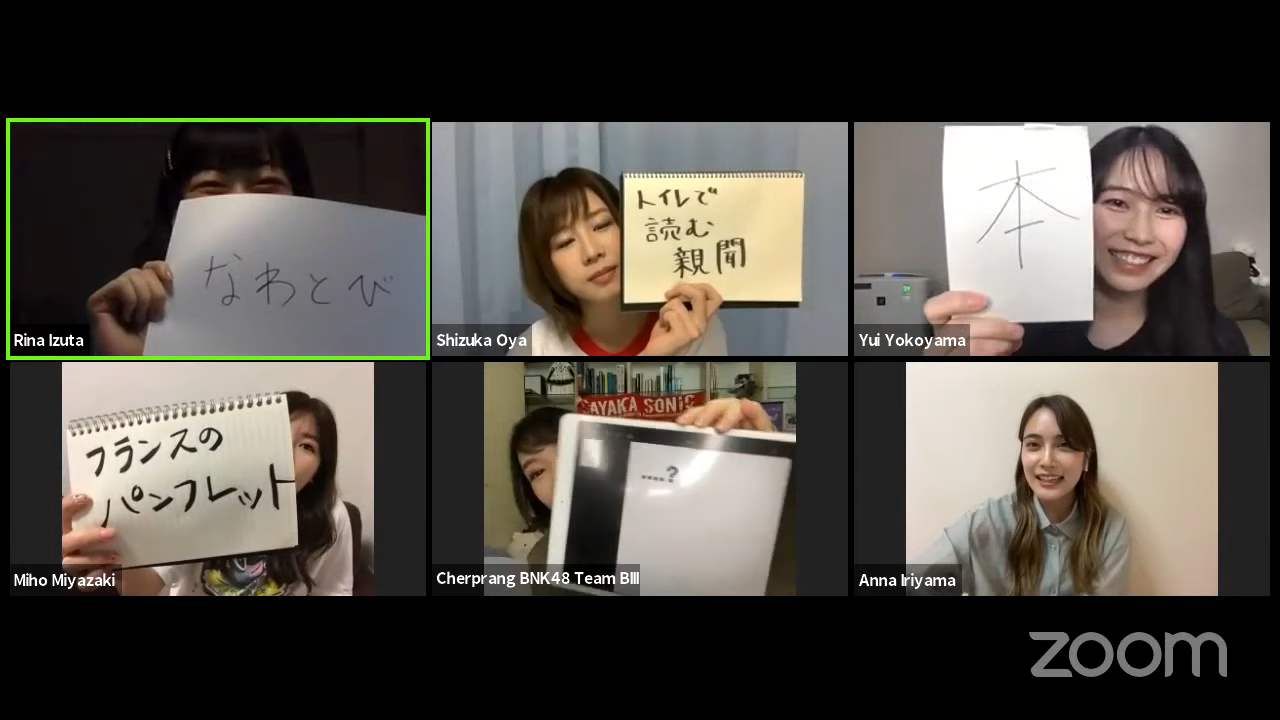 なわとび
Rina Izuta
トイレで
読む
親聞
Shizuka Oya
本
Yui Yokoyama
フランスの
パンフレット
Miho Miyazaki
SAYAKA SONIC
....?
Cherprang BNK48 Team BIII
Anna Iriyama
zoom